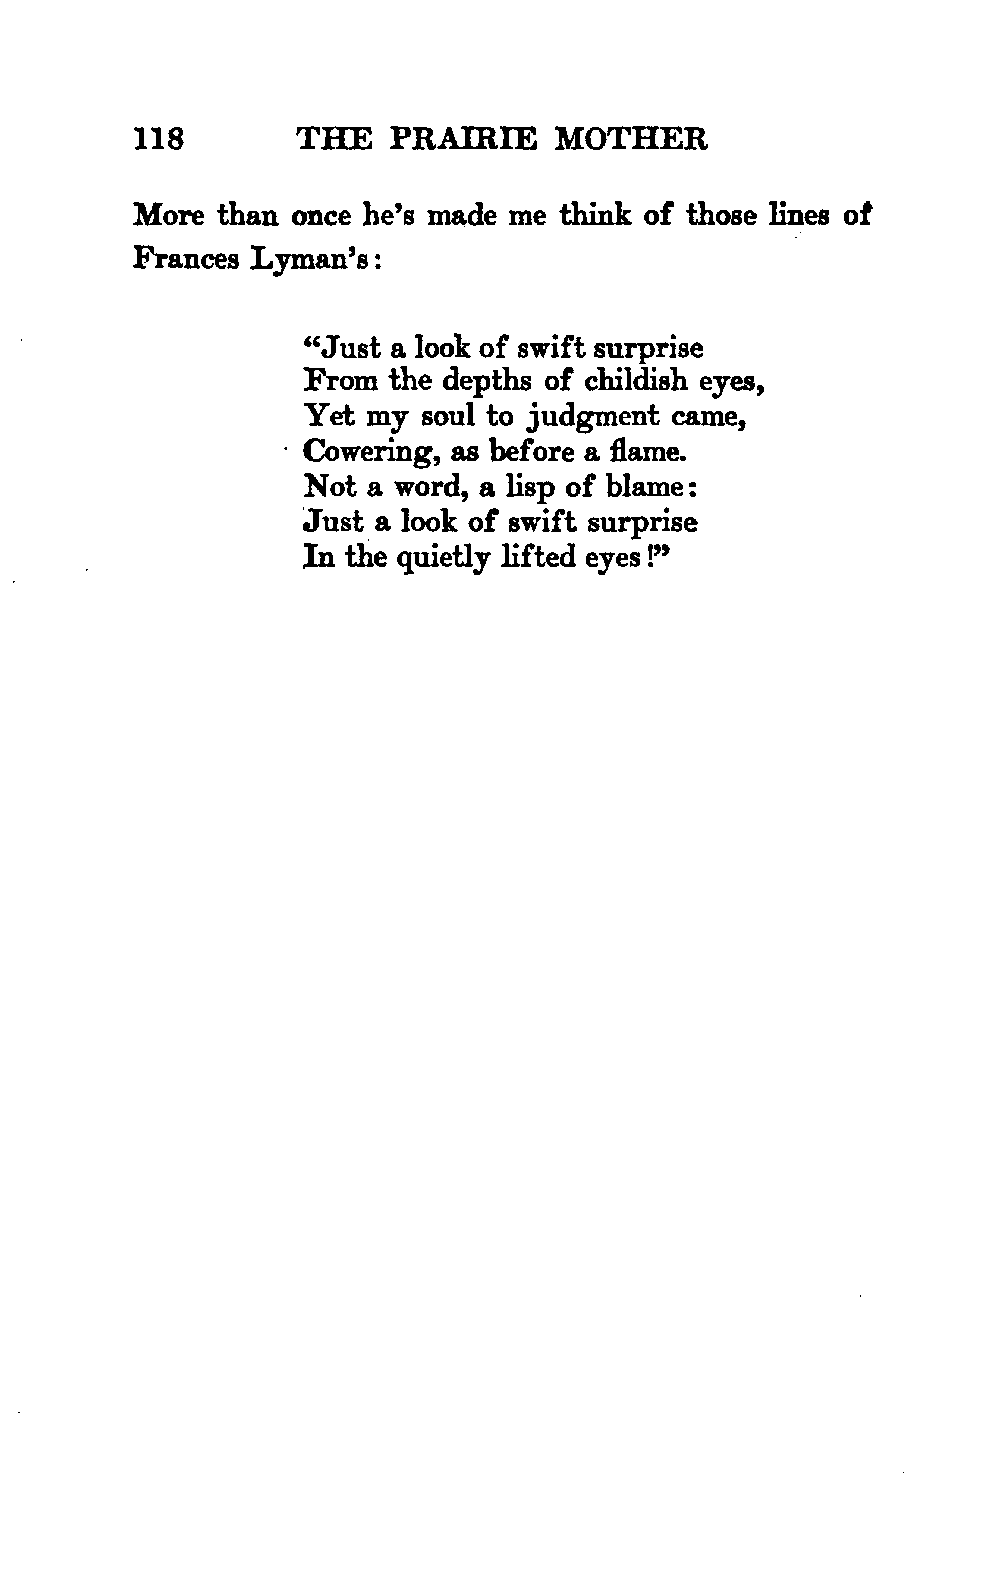 118 THE PRAIRIE MOTHER
More than once he's made me think of those lines of
Frances Lyman's:
"Just a look of swift surprise
From the depths of childish eyes,
Yet my soul to judgment came,
Cowering, as before a flame.
Not a word, a lisp of blame:
Just a look of swift surprise
In the quietly lifted eyes!"